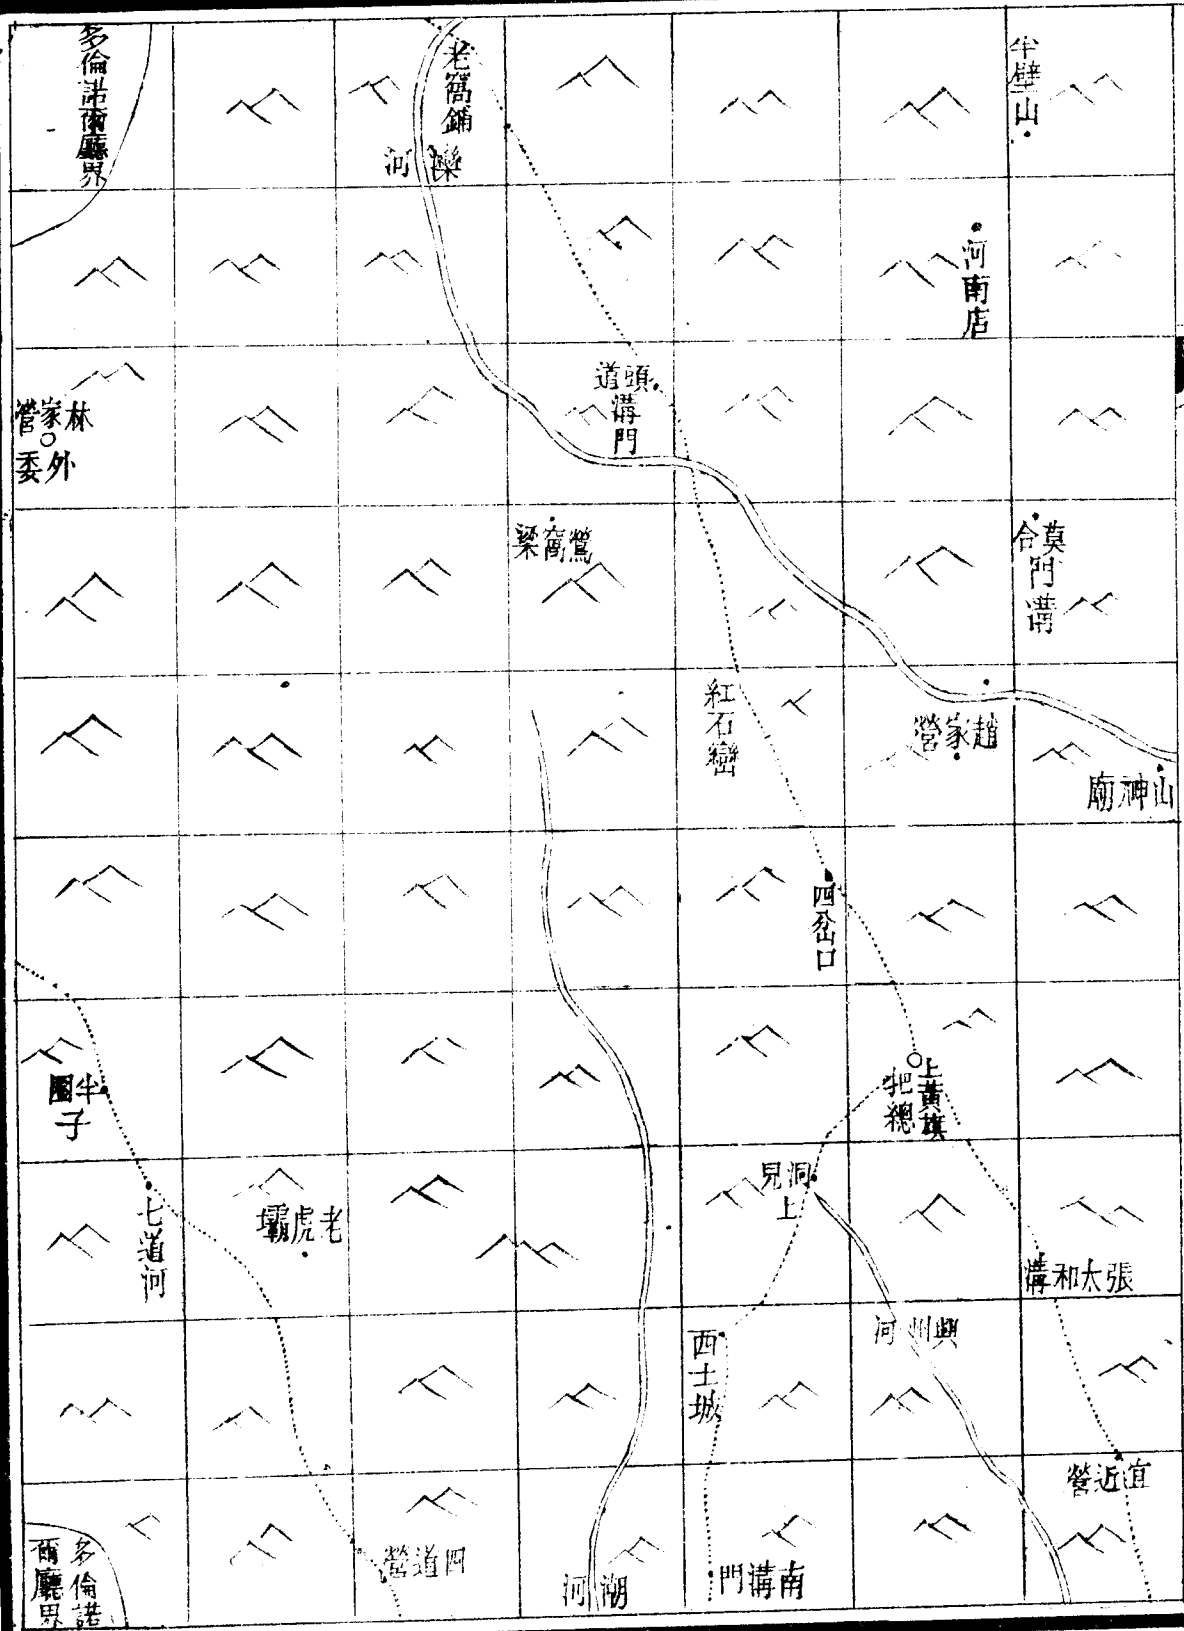 多倫諾爾廳界
老窩鋪
灤河
半壁山
河南店
頭道溝門
林家營
外委
鶯窩梁
莫合門溝
紅石巒
趙家營
山神廟
四岔口
上黃旗
把總
半圈子
洞上見
七道河
老虎壩
張太和溝
興州河
西土城
宜近營
四道營
潮河
南溝門
多倫諾爾廳界